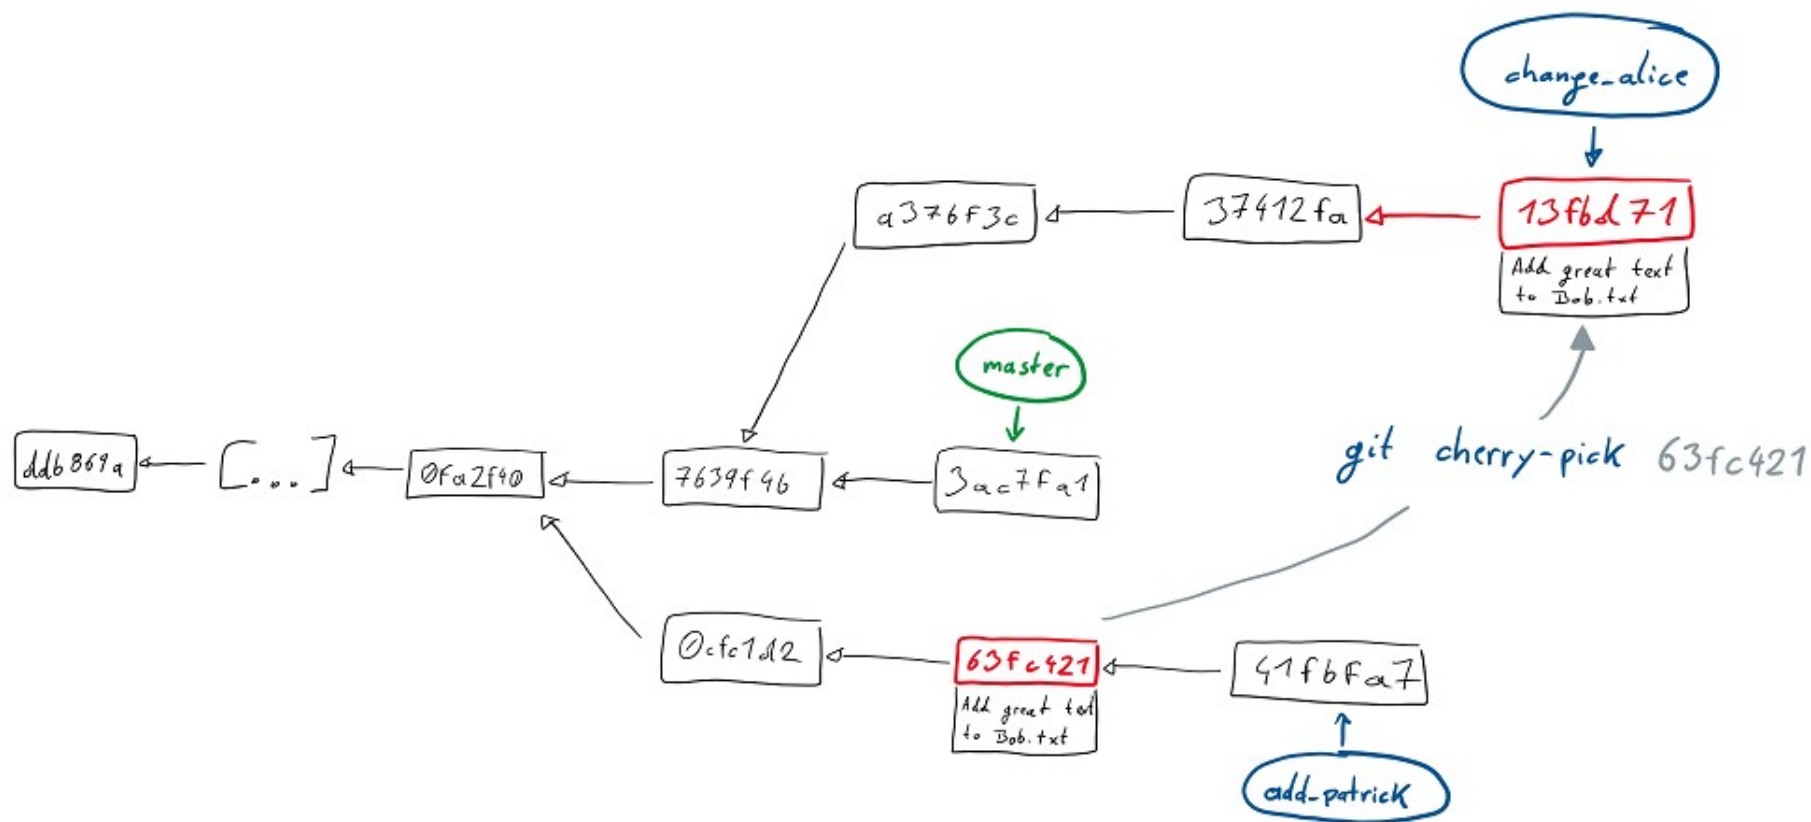 change_alice
a376f3c
37412fa
13fbd71
Add great text
to Bob.txt
master
ddb869a
[...]
0fa2f40
7639f4b
3ac7fa1
git cherry-pick 63fc421
0cfc1d2
63fc421
41fbfa7
Add great text
to Bob.txt
add_patrick